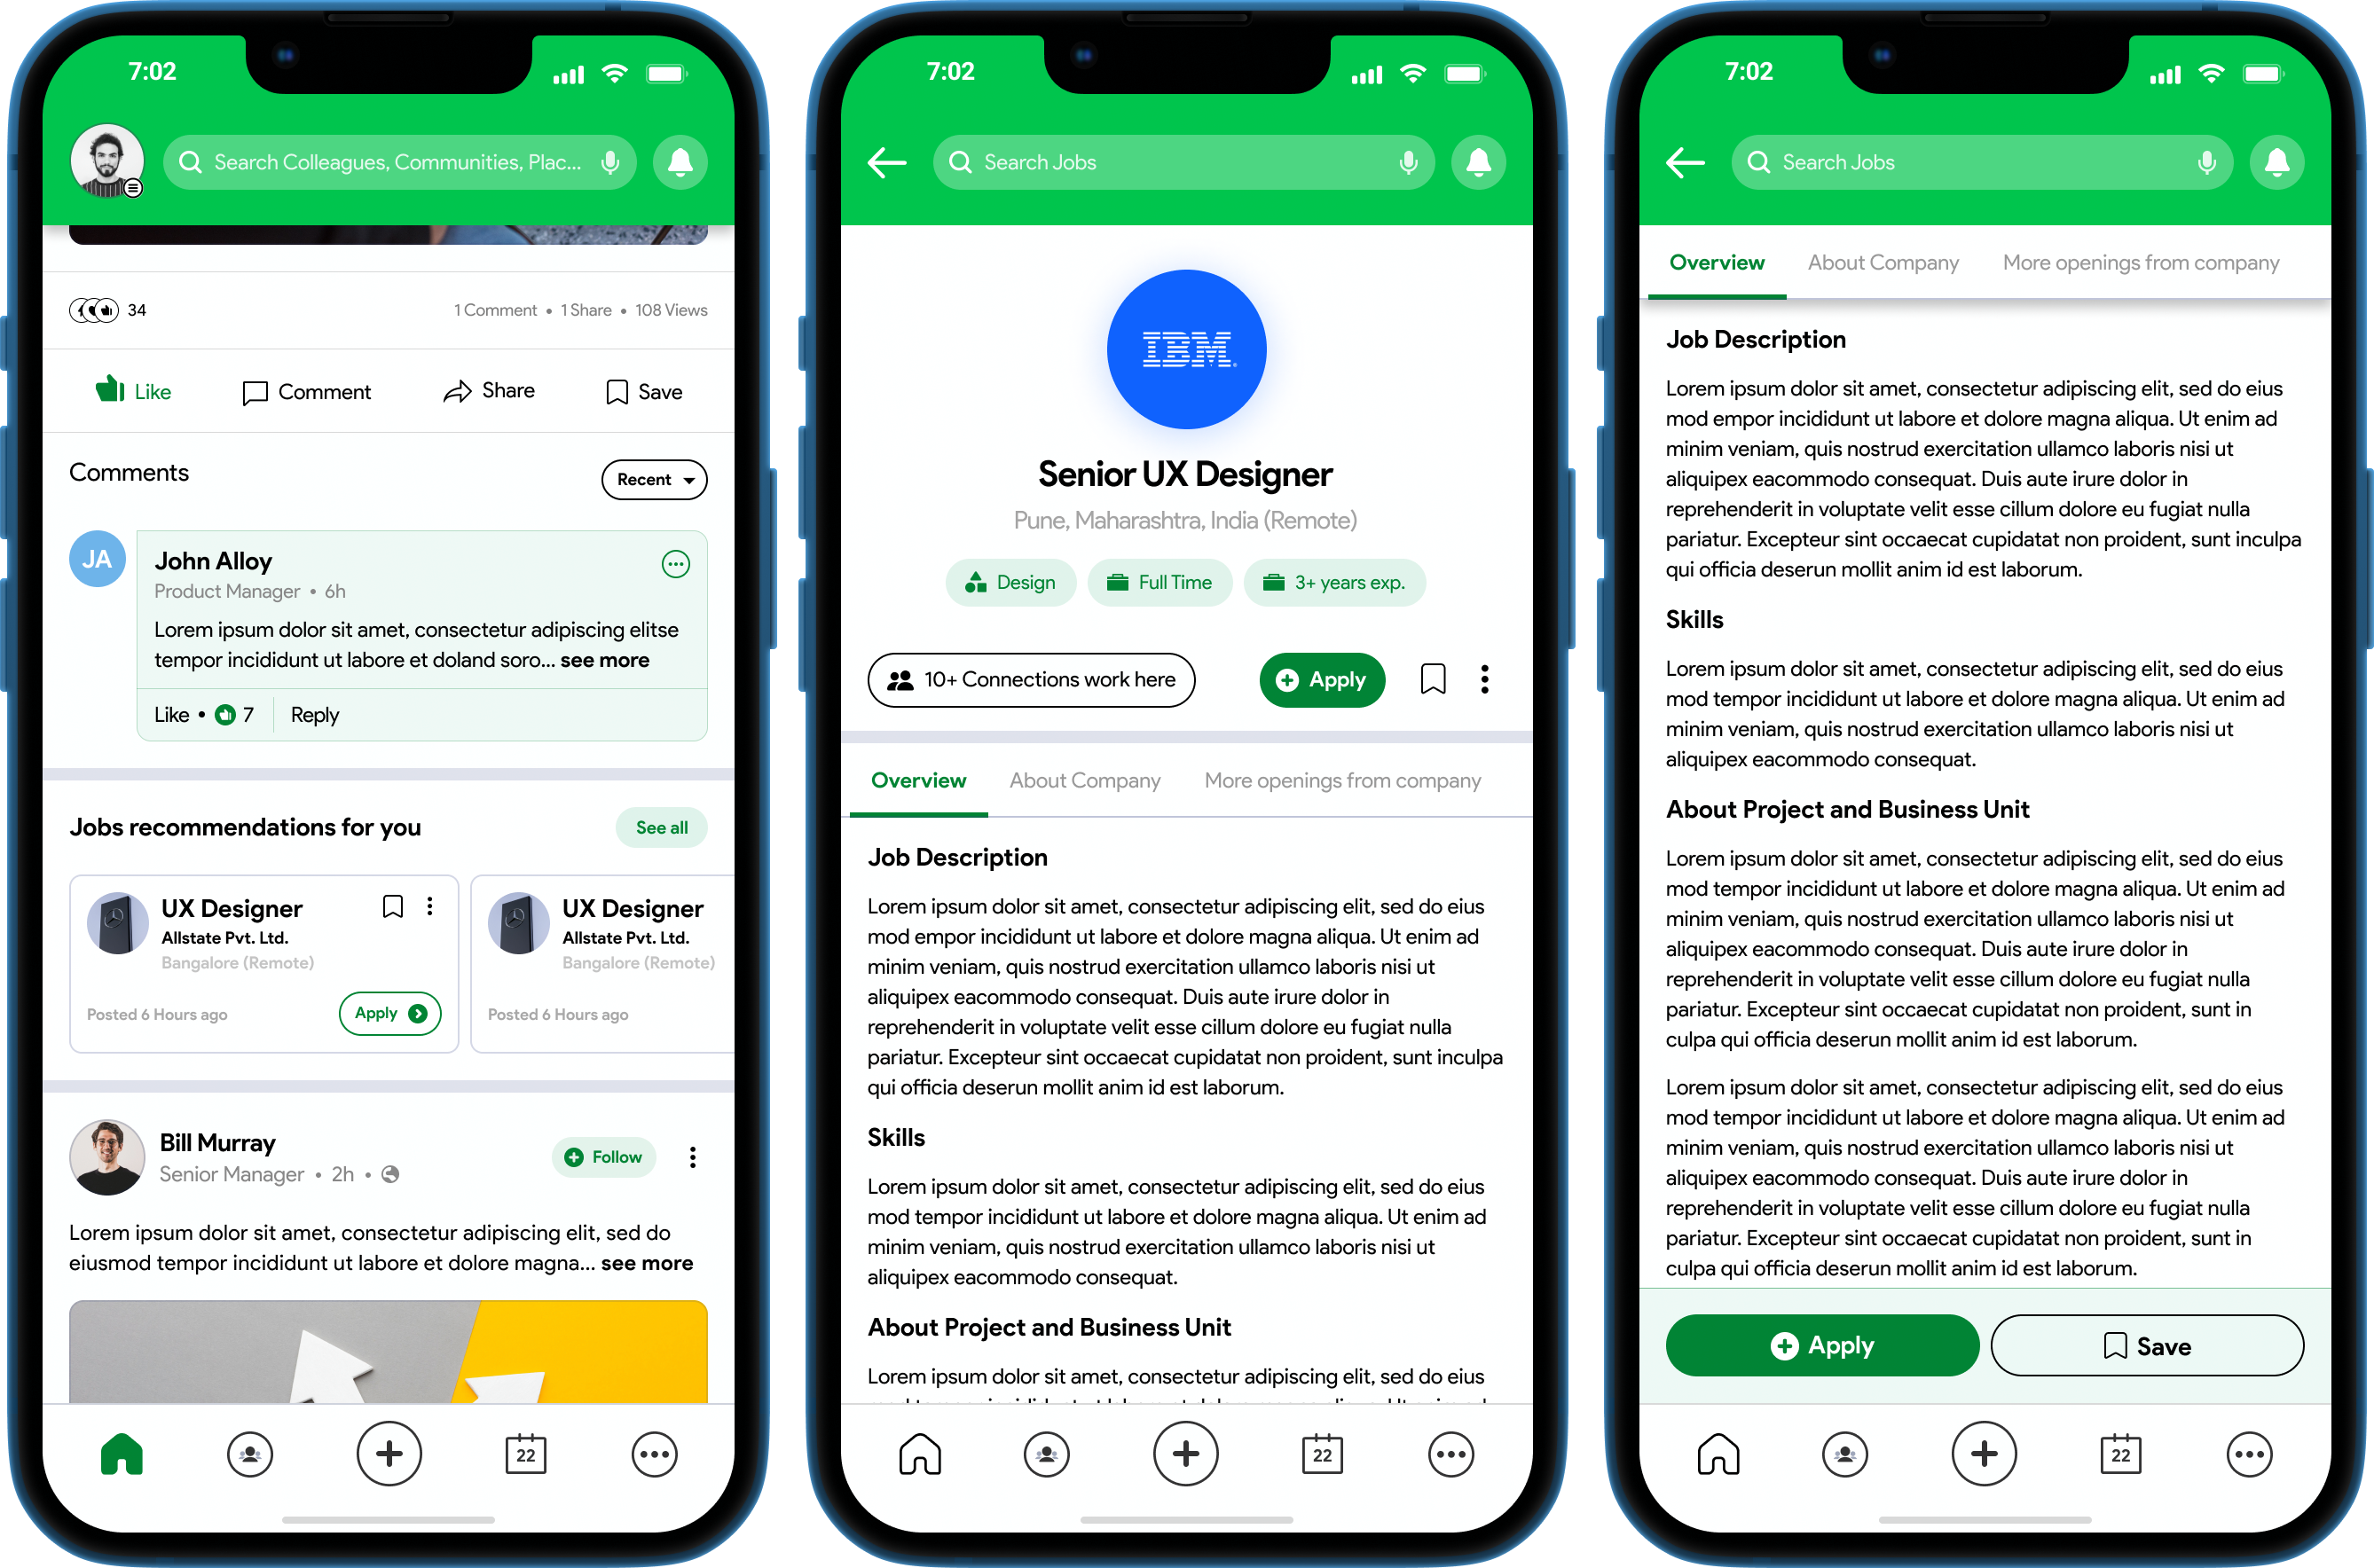 7:02
Search Colleagues, Communities, Plac...
34
1 Comment • 1 Share • 108 Views
Like
Comment
Share
Save
Comments
Recent
JA
John Alloy
Product Manager • 6h
Lorem ipsum dolor sit amet, consectetur adipiscing elitse
tempor incididunt ut labore et doland soro... see more
Like • 7
Reply
Jobs recommendations for you
See all
UX Designer
Allstate Pvt. Ltd.
Bangalore (Remote)
Posted 6 Hours ago
Apply
UX Designer
Allstate Pvt. Ltd.
Bangalore (Remote)
Posted 6 Hours ago
Bill Murray
Senior Manager • 2h •
Follow
Lorem ipsum dolor sit amet, consectetur adipiscing elit, sed do
eiusmod tempor incididunt ut labore et dolore magna... see more
22
7:02
Search Jobs
IBM
Senior UX Designer
Pune, Maharashtra, India (Remote)
Design
Full Time
3+ years exp.
10+ Connections work here
Apply
Overview
About Company
More openings from company
Job Description
Lorem ipsum dolor sit amet, consectetur adipiscing elit, sed do eius
mod empor incididunt ut labore et dolore magna aliqua. Ut enim ad
minim veniam, quis nostrud exercitation ullamco laboris nisi ut
aliquipex eacommodo consequat. Duis aute irure dolor in
reprehenderit in voluptate velit esse cillum dolore eu fugiat nulla
pariatur. Excepteur sint occaecat cupidatat non proident, sunt inculpa
qui officia deserun mollit anim id est laborum.
Skills
Lorem ipsum dolor sit amet, consectetur adipiscing elit, sed do eius
mod tempor incididunt ut labore et dolore magna aliqua. Ut enim ad
minim veniam, quis nostrud exercitation ullamco laboris nisi ut
aliquipex eacommodo consequat.
About Project and Business Unit
Lorem ipsum dolor sit amet, consectetur adipiscing elit, sed do eius
22
7:02
Search Jobs
Overview
About Company
More openings from company
Job Description
Lorem ipsum dolor sit amet, consectetur adipiscing elit, sed do eius
mod empor incididunt ut labore et dolore magna aliqua. Ut enim ad
minim veniam, quis nostrud exercitation ullamco laboris nisi ut
aliquipex eacommodo consequat. Duis aute irure dolor in
reprehenderit in voluptate velit esse cillum dolore eu fugiat nulla
pariatur. Excepteur sint occaecat cupidatat non proident, sunt inculpa
qui officia deserun mollit anim id est laborum.
Skills
Lorem ipsum dolor sit amet, consectetur adipiscing elit, sed do eius
mod tempor incididunt ut labore et dolore magna aliqua. Ut enim ad
minim veniam, quis nostrud exercitation ullamco laboris nisi ut
aliquipex eacommodo consequat.
About Project and Business Unit
Lorem ipsum dolor sit amet, consectetur adipiscing elit, sed do eius
mod tempor incididunt ut labore et dolore magna aliqua. Ut enim ad
minim veniam, quis nostrud exercitation ullamco laboris nisi ut
aliquipex eacommodo consequat. Duis aute irure dolor in
reprehenderit in voluptate velit esse cillum dolore eu fugiat nulla
pariatur. Excepteur sint occaecat cupidatat non proident, sunt in
culpa qui officia deserun mollit anim id est laborum.
Lorem ipsum dolor sit amet, consectetur adipiscing elit, sed do eius
mod tempor incididunt ut labore et dolore magna aliqua. Ut enim ad
minim veniam, quis nostrud exercitation ullamco laboris nisi ut
aliquipex eacommodo consequat. Duis aute irure dolor in
reprehenderit in voluptate velit esse cillum dolore eu fugiat nulla
pariatur. Excepteur sint occaecat cupidatat non proident, sunt in
culpa qui officia deserun mollit anim id est laborum.
Apply
Save
22